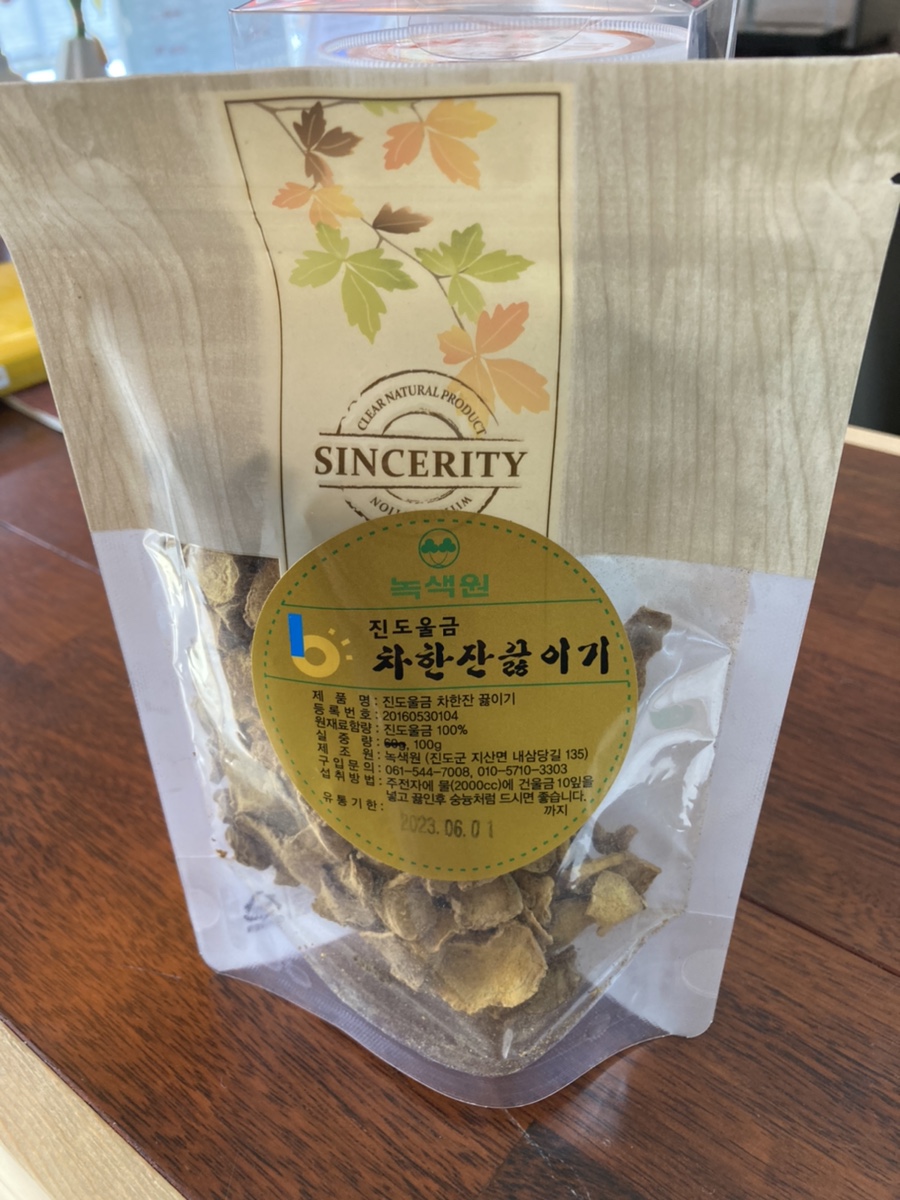 CLEAR NATURAL PRODUCT
SINCERITY
녹색원
진도울금
차한잔끓이기
제 품 명 : 진도울금 차한잔 끓이기
등록번호 : 20160530104
원재료함량 : 진도울금 100%
실 중 량 : 60g, 100g
제 조 원 : 녹색원 (진도군 지산면 내삼당길 135)
구입문의 : 061-544-7008, 010-5710-3303
섭취방법 : 주전자에 물(2000cc)에 건울금 10잎을
넣고 끓인후 숭늉처럼 드시면 좋습니다.
유통기한 : 까지
2023.06.01